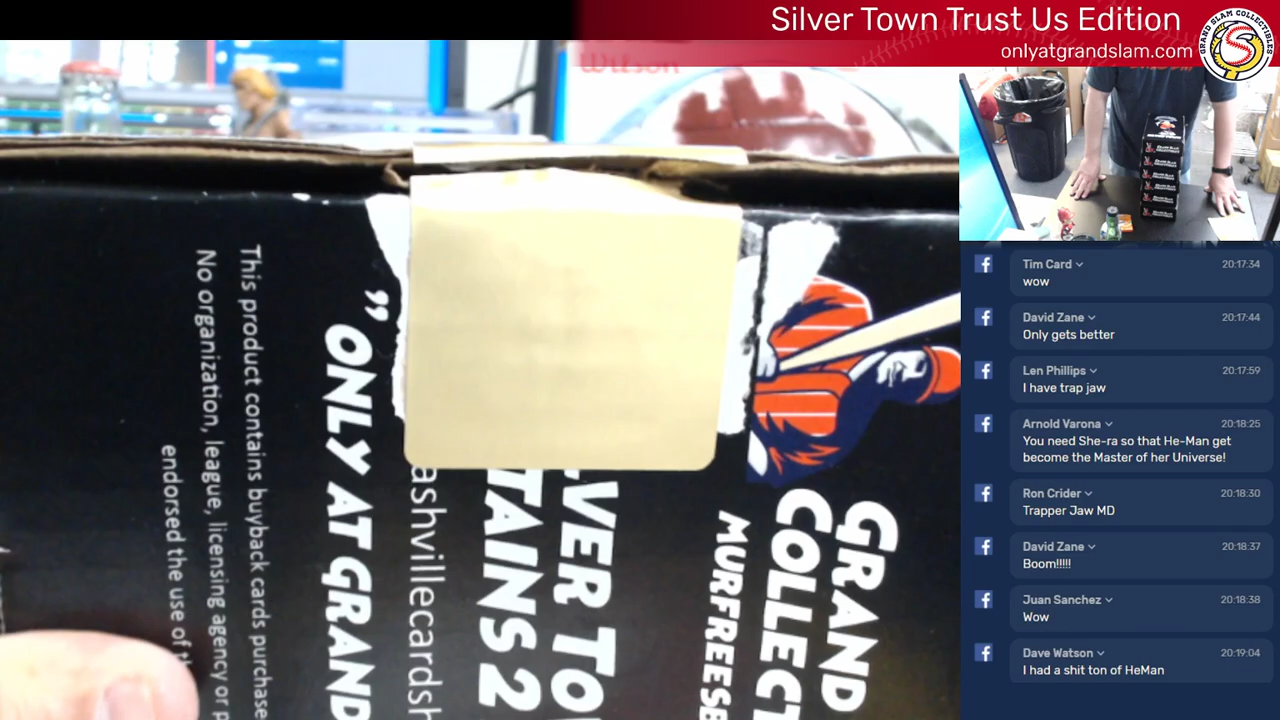 Silver Town Trust Us Edition
onlyatgrandslam.com
GRAND SLAM COLLECTIBLES
Wilson
GRAND
COLLECT
MURFREESB
VER TO
TAINS 2
ashvillecardsh
"ONLY AT GRAND
This product contains buyback cards purchase
No organization, league, licensing agency or p
endorsed the use of th
Tim Card 20:17:34
wow
David Zane 20:17:44
Only gets better
Len Phillips 20:17:59
I have trap jaw
Arnold Varona 20:18:25
You need She-ra so that He-Man get
become the Master of her Universe!
Ron Crider 20:18:30
Trapper Jaw MD
David Zane 20:18:37
Boom!!!!!
Juan Sanchez 20:18:38
Wow
Dave Watson 20:19:04
I had a shit ton of HeMan